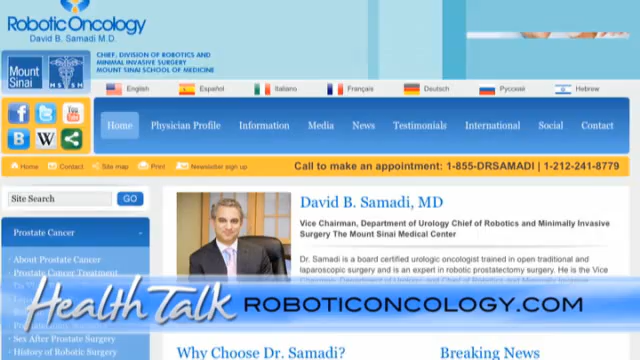 Robotic Oncology
David B. Samadi M.D.
Mount Sinai
CHIEF, DIVISION OF ROBOTICS AND
MINIMAL INVASIVE SURGERY
MOUNT SINAI SCHOOL OF MEDICINE
English Español Italiano Français Deutsch Русский Hebrew
Home Physician Profile Information Media News Testimonials International Social Contact
Home Contact Site map Print Newsletter sign up
Call to make an appointment: 1-855-DRSAMADI | 1-212-241-8779
Site Search GO
Prostate Cancer
About Prostate Cancer
Prostate Cancer Treatment
David B. Samadi, MD
Vice Chairman, Department of Urology Chief of Robotics and Minimally Invasive
Surgery The Mount Sinai Medical Center
Dr. Samadi is a board certified urologic oncologist trained in open traditional and
laparoscopic surgery and is an expert in robotic prostatectomy surgery. He is the Vice
Health Talk ROBOTICONCOLOGY.COM
Sex After Prostate Surgery
History of Robotic Surgery
Why Choose Dr. Samadi?
Breaking News